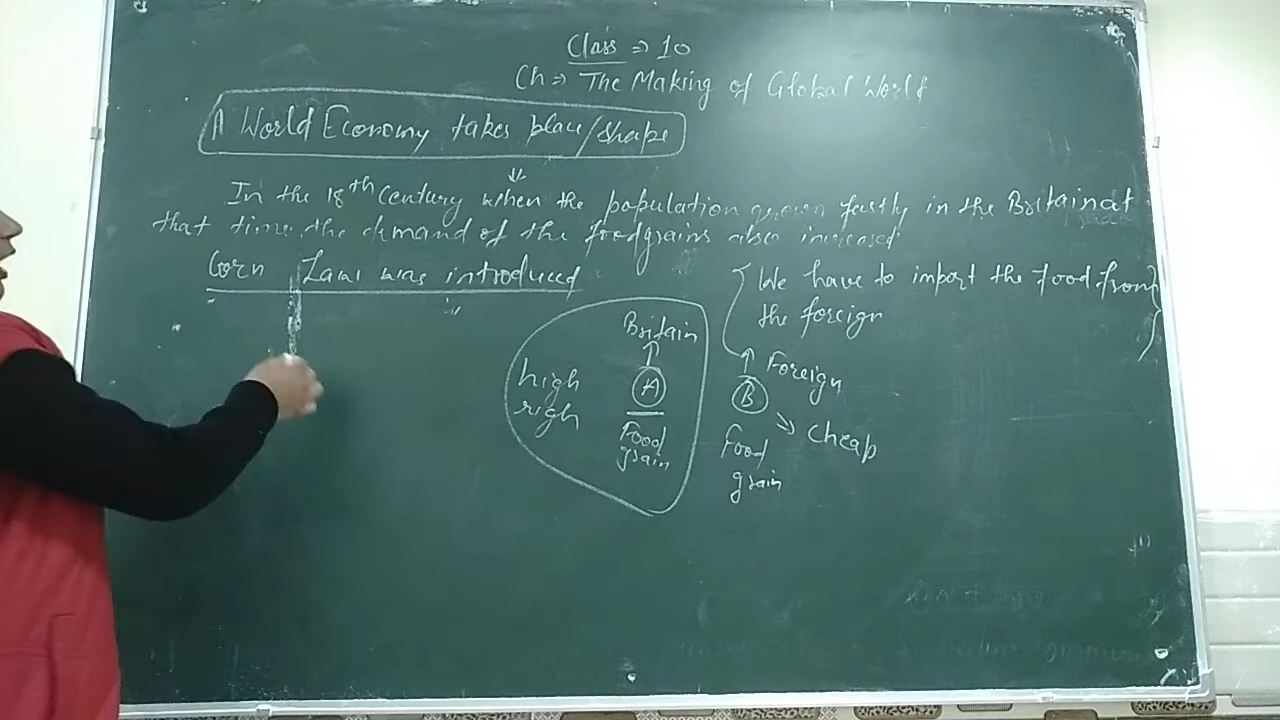 Class => 10
Ch => The Making of Global World
A World Economy takes place/shape
In the 18th century when the population grown fastly in the Britain at
that time the demand of the foodgrains also increased
Corn Law was introduced
We have to import the food from
the foreign
Britain
A
high
Food
grain
Foreign
B
Cheap
Food
grain